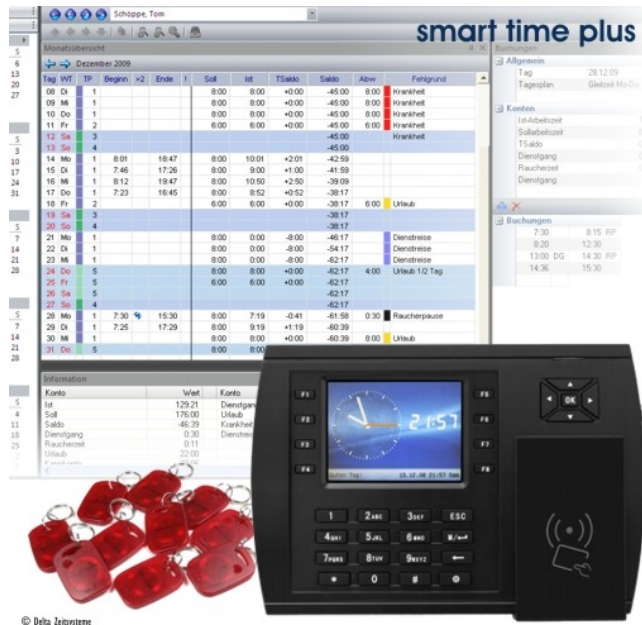 Schöppe, Tom
smart time plus
Monatsübersicht
Buchungen
Dezember 2009
Allgemein
Tag 28.12.09
Tagesplan Gleitzeit Mo-Do
Tag WT TP Beginn >2 Ende ! Soll Ist TSaldo Saldo Abw Fehlgrund
08 Di 1 8:00 8:00 +0:00 -45:00 8:00 Krankheit
09 Mi 1 8:00 8:00 +0:00 -45:00 8:00 Krankheit
10 Do 1 8:00 8:00 +0:00 -45:00 8:00 Krankheit
11 Fr 2 6:00 6:00 +0:00 -45:00 6:00 Krankheit
12 Sa 3 -45:00 Krankheit
13 So 4 -45:00
14 Mo 1 8:01 18:47 8:00 10:01 +2:01 -42:59
15 Di 1 7:46 17:26 8:00 9:00 +1:00 -41:59
16 Mi 1 8:12 19:47 8:00 10:50 +2:50 -39:09
17 Do 1 7:23 16:45 8:00 8:52 +0:52 -38:17
18 Fr 2 6:00 6:00 +0:00 -38:17 6:00 Urlaub
19 Sa 3 -38:17
20 So 4 -38:17
21 Mo 1 8:00 0:00 -8:00 -46:17 Dienstreise
22 Di 1 8:00 0:00 -8:00 -54:17 Dienstreise
23 Mi 1 8:00 0:00 -8:00 -62:17 Dienstreise
24 Do 5 8:00 8:00 +0:00 -62:17 4:00 Urlaub 1/2 Tag
25 Fr 5 6:00 6:00 +0:00 -62:17
26 Sa 5 -62:17
27 So 4 -62:17
28 Mo 1 7:30 15:30 8:00 7:19 -0:41 -61:58 0:30 Raucherpause
29 Di 1 7:25 17:29 8:00 9:19 +1:19 -60:39
30 Mi 1 8:00 8:00 +0:00 -60:39 8:00 Urlaub
31 Do 5 8:00 8:00
Konten
Ist-Arbeitszeit
Sollarbeitszeit
TSaldo
Dienstgang
Raucherzeit
Dienstgang
Buchungen
7:30 8:15 RP
8:20 12:30
13:00 DG 14:30 RP
14:36 15:30
Information
Konto Wert Konto
Ist 129:21 Dienstgang
Soll 176:00 Urlaub
Saldo -46:39 Krankheit
Dienstgang 0:30 Dienstreise
Raucherzeit 0:11
Urlaub 22:00
F1 F5
F2 F6
F3 F7
F4 F8
21:57
Guten Tag!
OK
1 2ABC 3DEF ESC
4GHI 5JKL 6MNO
7PQRS 8TUV 9WXYZ
* 0 #
© Delta Zeitsysteme